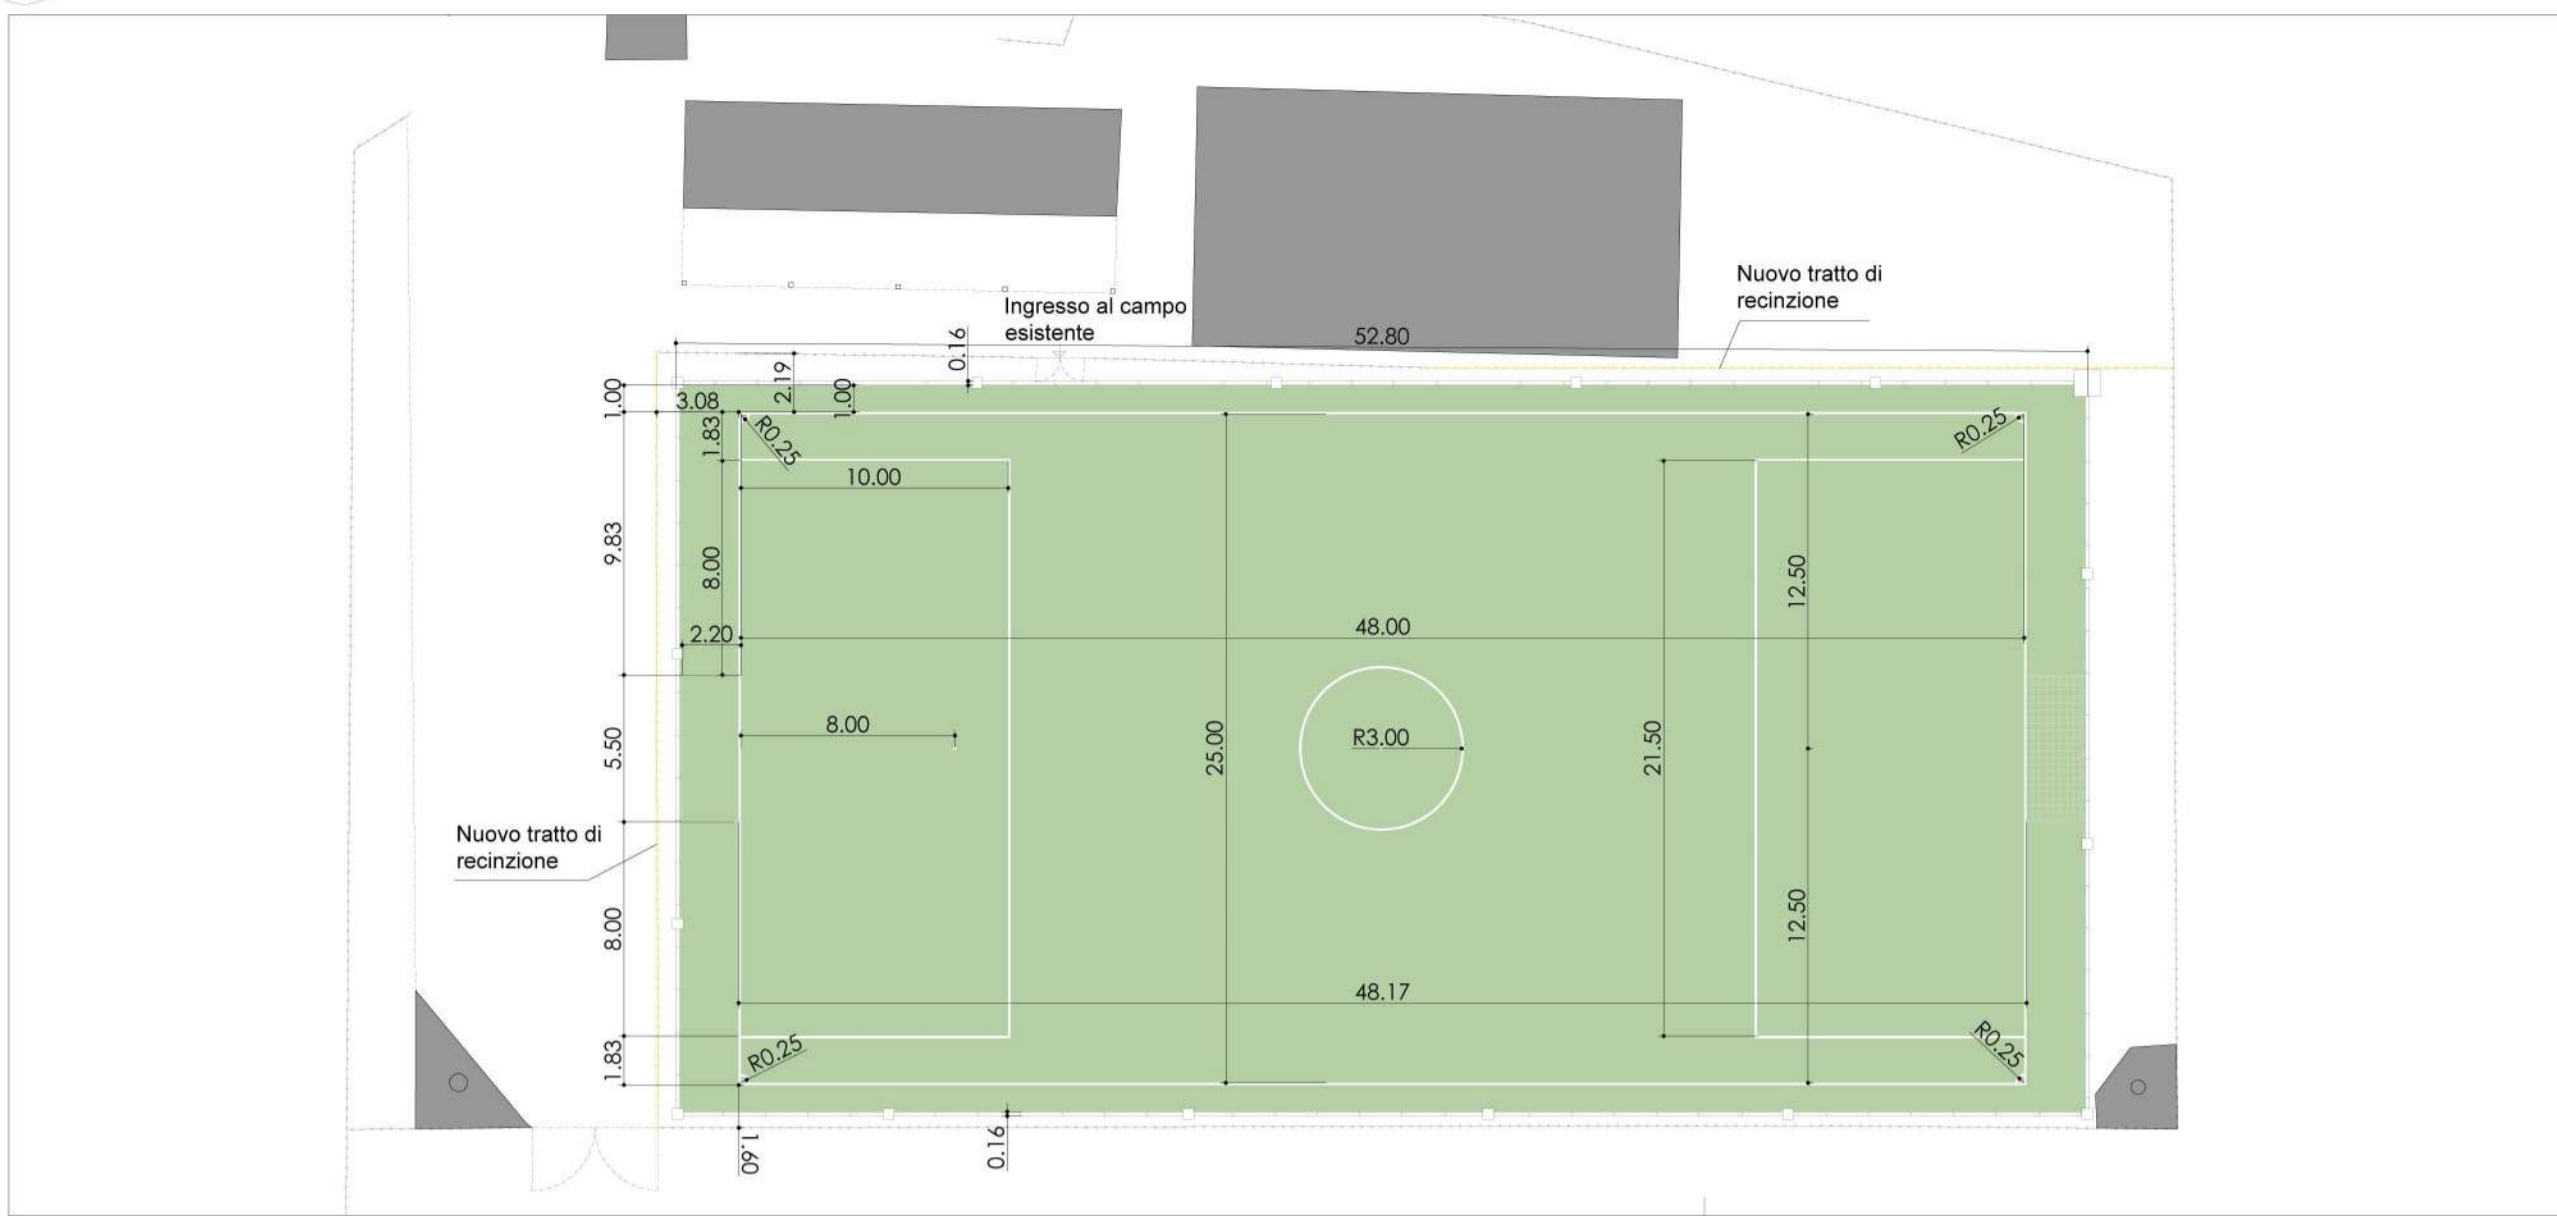 Nuovo tratto di
recinzione
Ingresso al campo
esistente
52.80
0.16
2.19
1.00
1.00
3.08
1.83
R0.25
R0.25
10.00
9.83
8.00
12.50
2.20
48.00
8.00
R3.00
5.50
25.00
21.50
Nuovo tratto di
recinzione
8.00
12.50
48.17
1.83
R0.25
R0.25
1.60
0.16